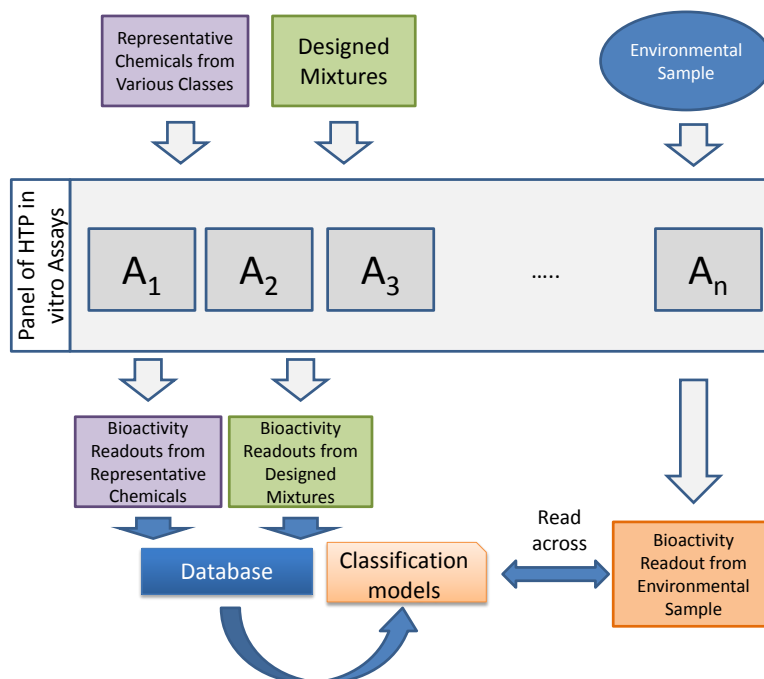 Representative
Chemicals from
Various Classes
Designed
Mixtures
Environmental
Sample
Panel of HTP in
vitro Assays
A1
A2
A3
…..
An
Bioactivity
Readouts from
Representative
Chemicals
Bioactivity
Readouts from
Designed
Mixtures
Database
Classification
models
Read
across
Bioactivity
Readout from
Environmental
Sample